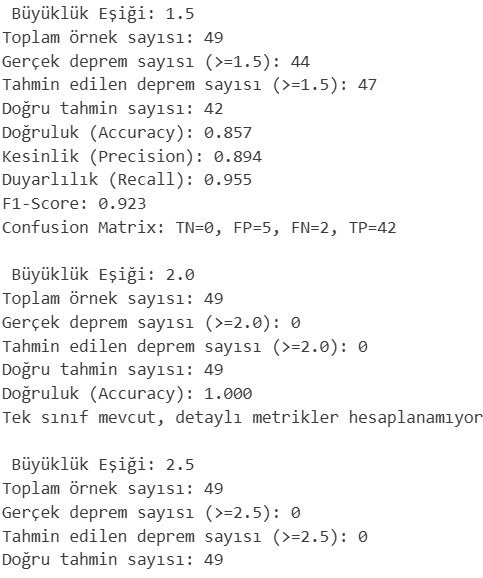 Büyüklük Eşiği: 1.5
Toplam örnek sayısı: 49
Gerçek deprem sayısı (>=1.5): 44
Tahmin edilen deprem sayısı (>=1.5): 47
Doğru tahmin sayısı: 42
Doğruluk (Accuracy): 0.857
Kesinlik (Precision): 0.894
Duyarlılık (Recall): 0.955
F1-Score: 0.923
Confusion Matrix: TN=0, FP=5, FN=2, TP=42
Büyüklük Eşiği: 2.0
Toplam örnek sayısı: 49
Gerçek deprem sayısı (>=2.0): 0
Tahmin edilen deprem sayısı (>=2.0): 0
Doğru tahmin sayısı: 49
Doğruluk (Accuracy): 1.000
Tek sınıf mevcut, detaylı metrikler hesaplanamıyor
Büyüklük Eşiği: 2.5
Toplam örnek sayısı: 49
Gerçek deprem sayısı (>=2.5): 0
Tahmin edilen deprem sayısı (>=2.5): 0
Doğru tahmin sayısı: 49